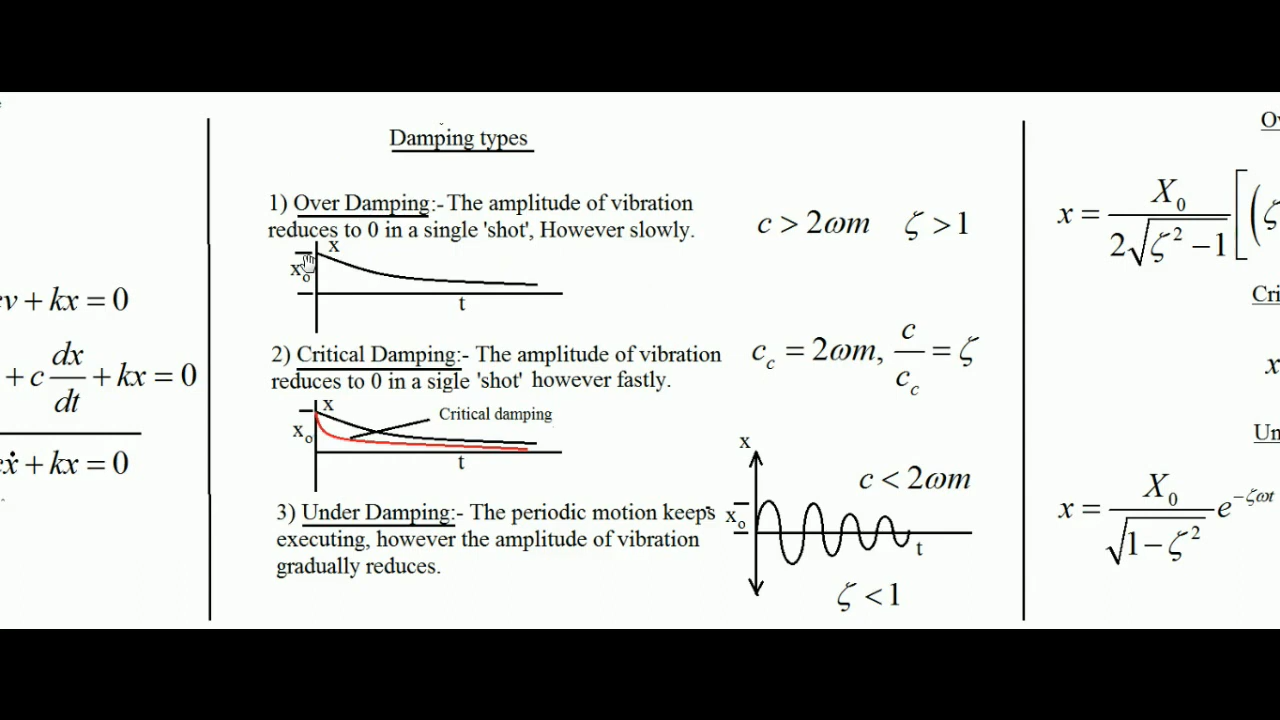 Damping types
1) Over Damping:- The amplitude of vibration
reduces to 0 in a single 'shot', However slowly.
c > 2ωm ζ > 1
x
x₀
t
2) Critical Damping:- The amplitude of vibration
reduces to 0 in a sigle 'shot' however fastly.
c_c = 2ωm, c/c_c = ζ
x
x₀
Critical damping
t
3) Under Damping:- The periodic motion keeps
executing, however the amplitude of vibration
gradually reduces.
x
x₀
c < 2ωm
t
ζ < 1
v + kx = 0
+ c dx/dt + kx = 0
ẋ + kx = 0
Ov
x = X₀ / 2√(ζ² − 1) [(ζ
Cri
x
Un
x = X₀ / √(1 − ζ²) e^(−ζωt)